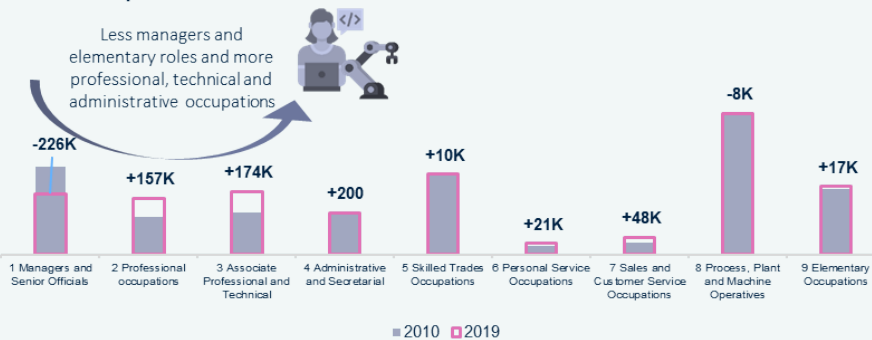 Less managers and
elementary roles and more
professional, technical and
administrative occupations
</>
-226K
+157K
+174K
+200
+10K
+21K
+48K
-8K
+17K
1 Managers and
Senior Officials
2 Professional
occupations
3 Associate
Professional and
Technical
4 Administrative
and Secretarial
5 Skilled Trades
Occupations
6 Personal Service
Occupations
7 Sales and
Customer Service
Occupations
8 Process, Plant
and Machine
Operatives
9 Elementary
Occupations
2010 2019